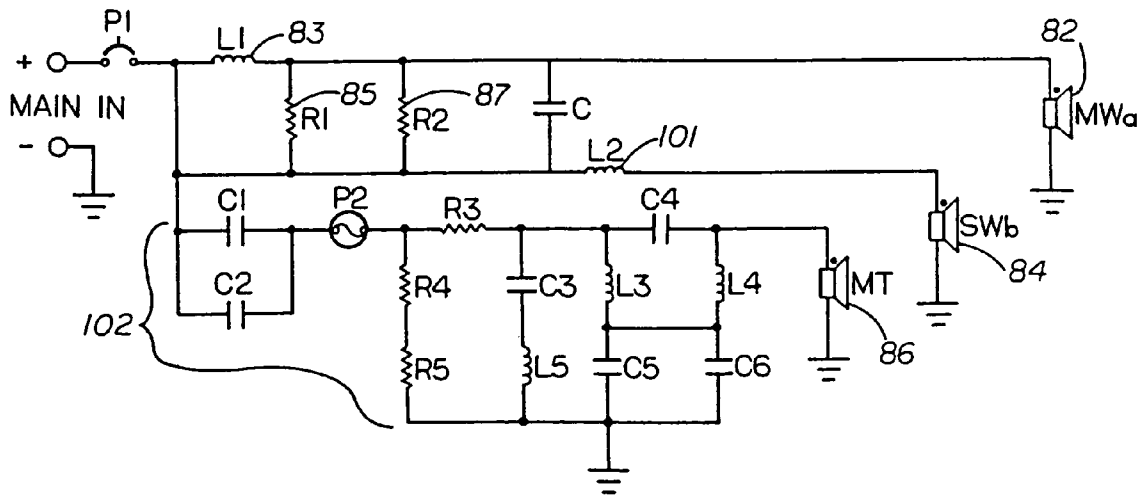 P1
L1
83
82
+
MAIN IN
-
R1
85
R2
87
C
MWa
L2
101
C1
P2
R3
C4
SWb
84
C2
R4
C3
L3
L4
MT
102
R5
L5
C5
C6
86